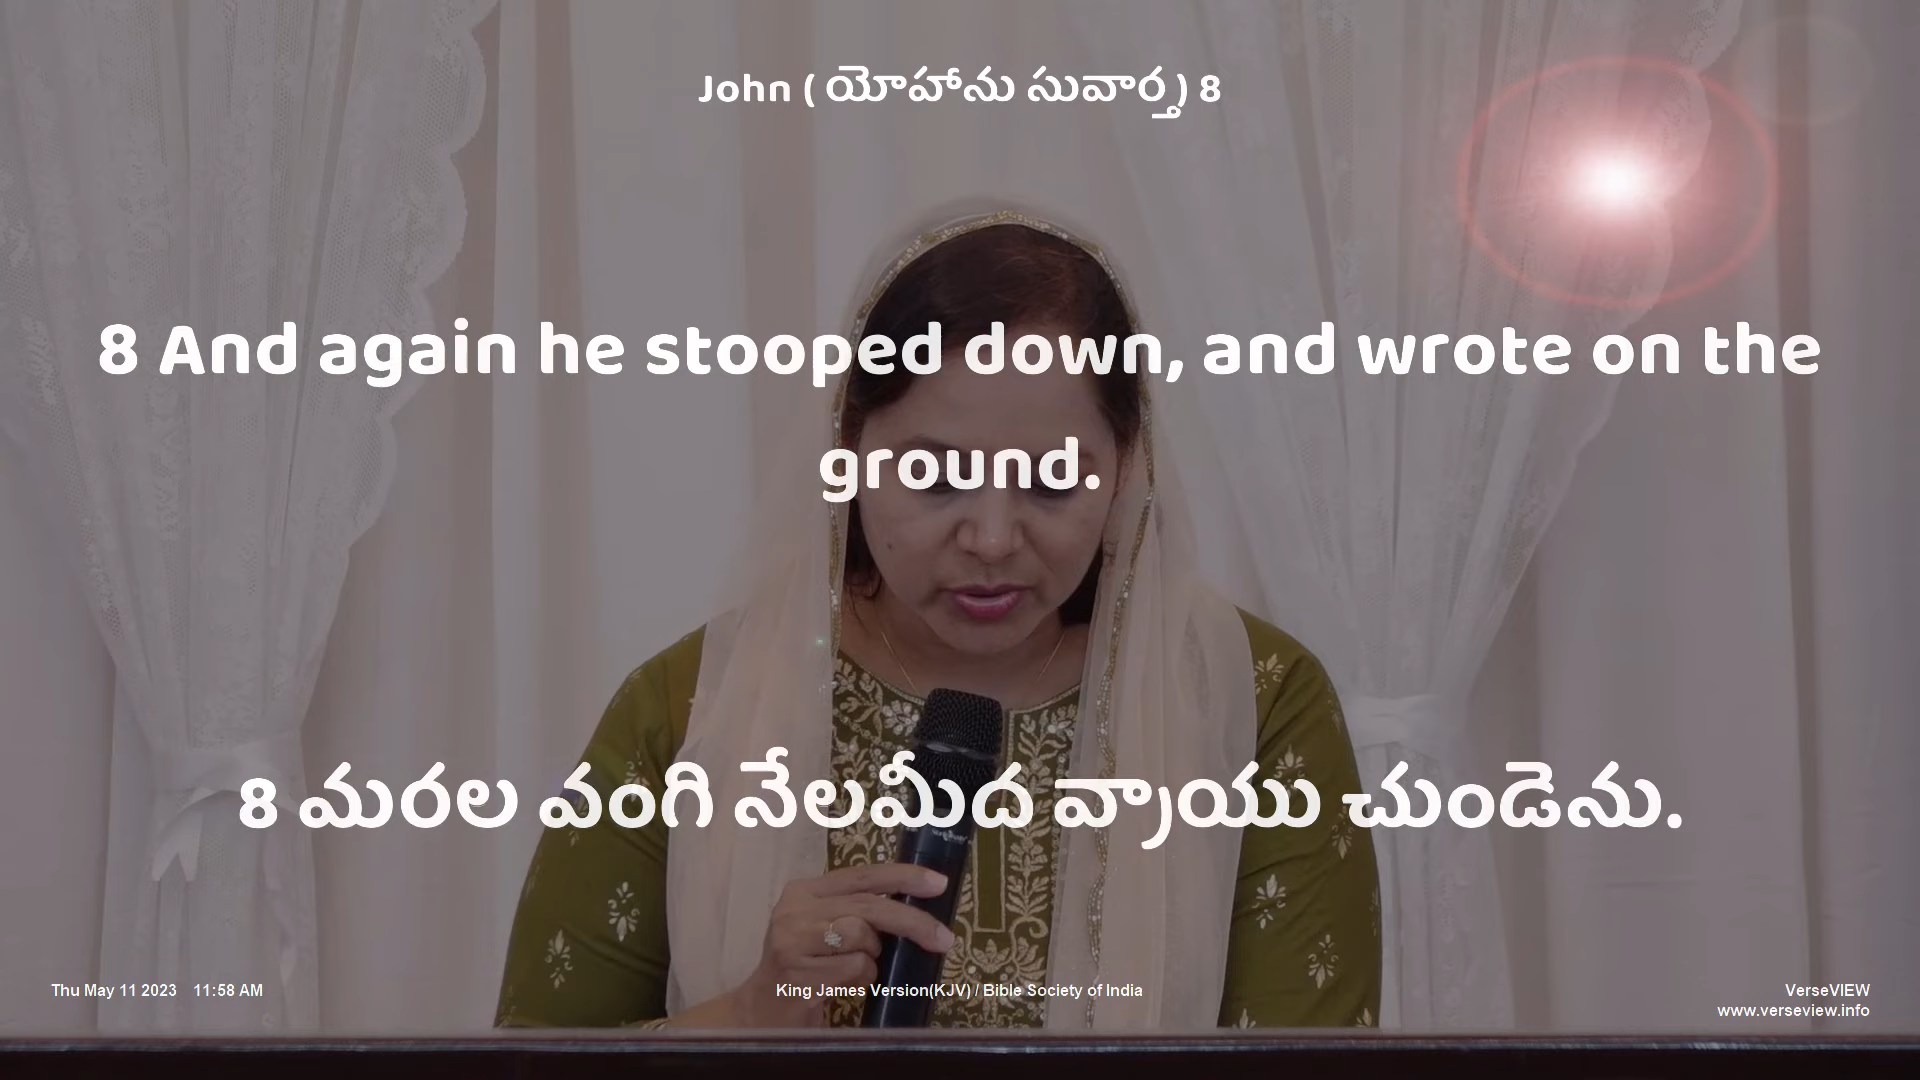 John ( యోహాను సువార్త) 8
8 And again he stooped down, and wrote on the
ground.
8 మరల వంగి నేలమీద వ్రాయు చుండెను.
Thu May 11 2023 11:58 AM
King James Version(KJV) / Bible Society of India
VerseVIEW
www.verseview.info